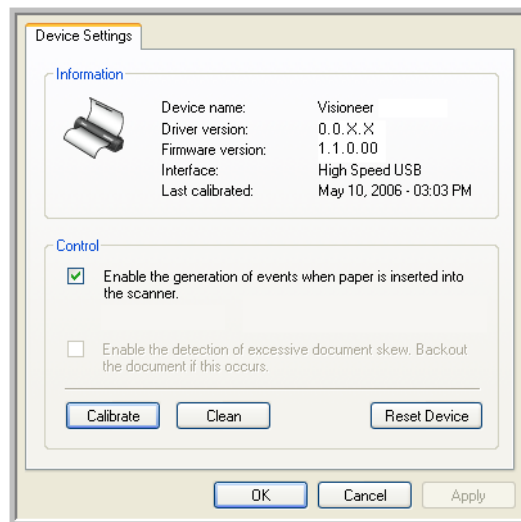 Device Settings
Information
Device name: Visioneer
Driver version: 0.0.X.X
Firmware version: 1.1.0.00
Interface: High Speed USB
Last calibrated: May 10, 2006 - 03:03 PM
Control
Enable the generation of events when paper is inserted into
the scanner.
Enable the detection of excessive document skew. Backout
the document if this occurs.
Calibrate Clean Reset Device
OK Cancel Apply